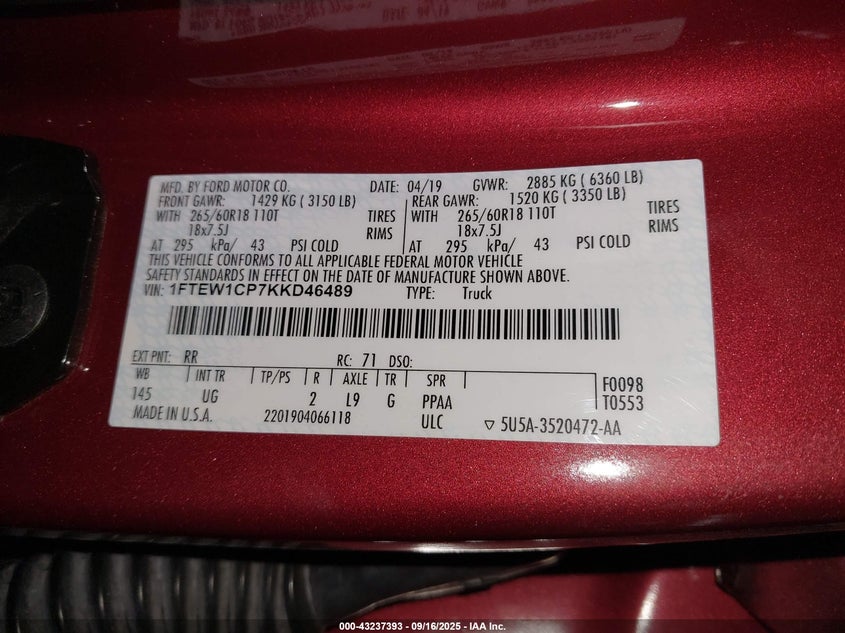 MFD. BY FORD MOTOR CO. DATE: 04/19 GVWR: 2885 KG ( 6360 LB)
FRONT GAWR: 1429 KG ( 3150 LB) REAR GAWR: 1520 KG ( 3350 LB)
WITH 265/60R18 110T TIRES WITH 265/60R18 110T TIRES
18x7.5J RIMS 18x7.5J RIMS
AT 295 kPa/ 43 PSI COLD AT 295 kPa/ 43 PSI COLD
THIS VEHICLE CONFORMS TO ALL APPLICABLE FEDERAL MOTOR VEHICLE
SAFETY STANDARDS IN EFFECT ON THE DATE OF MANUFACTURE SHOWN ABOVE.
VIN: 1FTEW1CP7KKD46489 TYPE: Truck
EXT PNT: RR RC: 71 DSO:
WB INT TR TP/PS R AXLE TR SPR F0098
145 UG 2 L9 G PPAA T0553
MADE IN U.S.A. 2201904066118 ULC ▽ 5U5A-3520472-AA
000-43237393 - 09/16/2025 - IAA Inc.